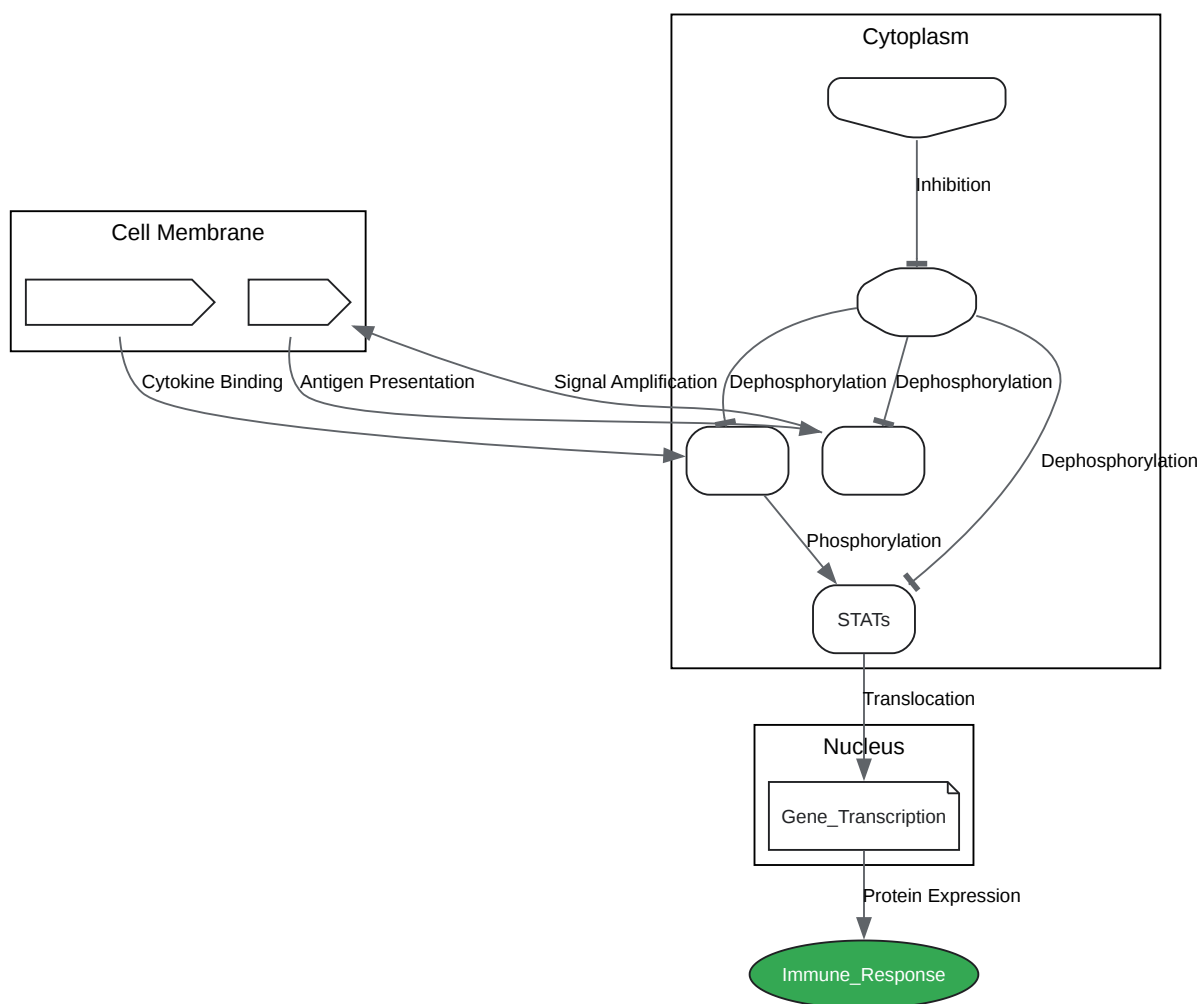 Cytoplasm
Inhibition
Cell Membrane
Cytokine Binding
Antigen Presentation
Signal Amplification
Dephosphorylation
Dephosphorylation
Dephosphorylation
Phosphorylation
STATs
Translocation
Nucleus
Gene_Transcription
Protein Expression
Immune_Response